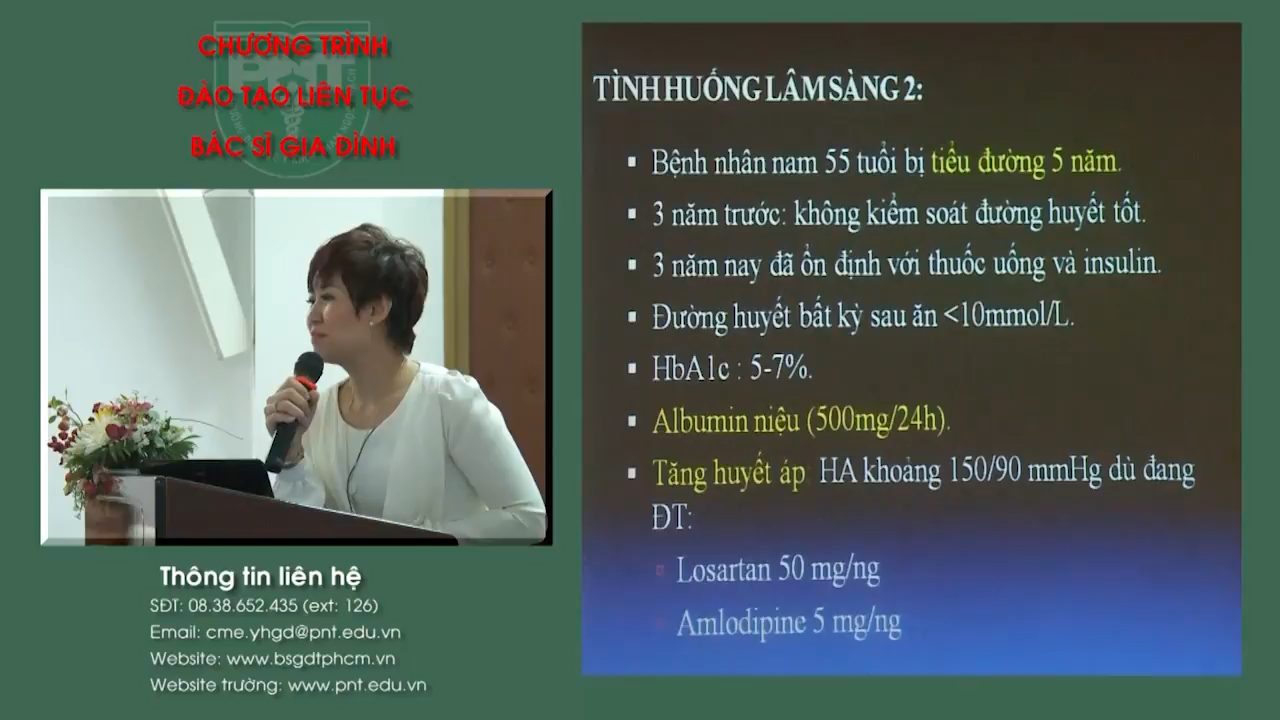 CHƯƠNG TRÌNH
ĐÀO TẠO LIÊN TỤC
BÁC SĨ GIA ĐÌNH
PNT
Thông tin liên hệ
SĐT: 08.38.652.435 (ext: 126)
Email: cme.yhgd@pnt.edu.vn
Website: www.bsgdtphcm.vn
Website trường: www.pnt.edu.vn
TÌNH HUỐNG LÂM SÀNG 2:
▪ Bệnh nhân nam 55 tuổi bị tiểu đường 5 năm.
▪ 3 năm trước: không kiểm soát đường huyết tốt.
▪ 3 năm nay đã ổn định với thuốc uống và insulin.
▪ Đường huyết bất kỳ sau ăn <10mmol/L.
▪ HbA1c : 5-7%.
▪ Albumin niệu (500mg/24h).
▪ Tăng huyết áp HA khoảng 150/90 mmHg dù đang
ĐT:
Losartan 50 mg/ng
Amlodipine 5 mg/ng